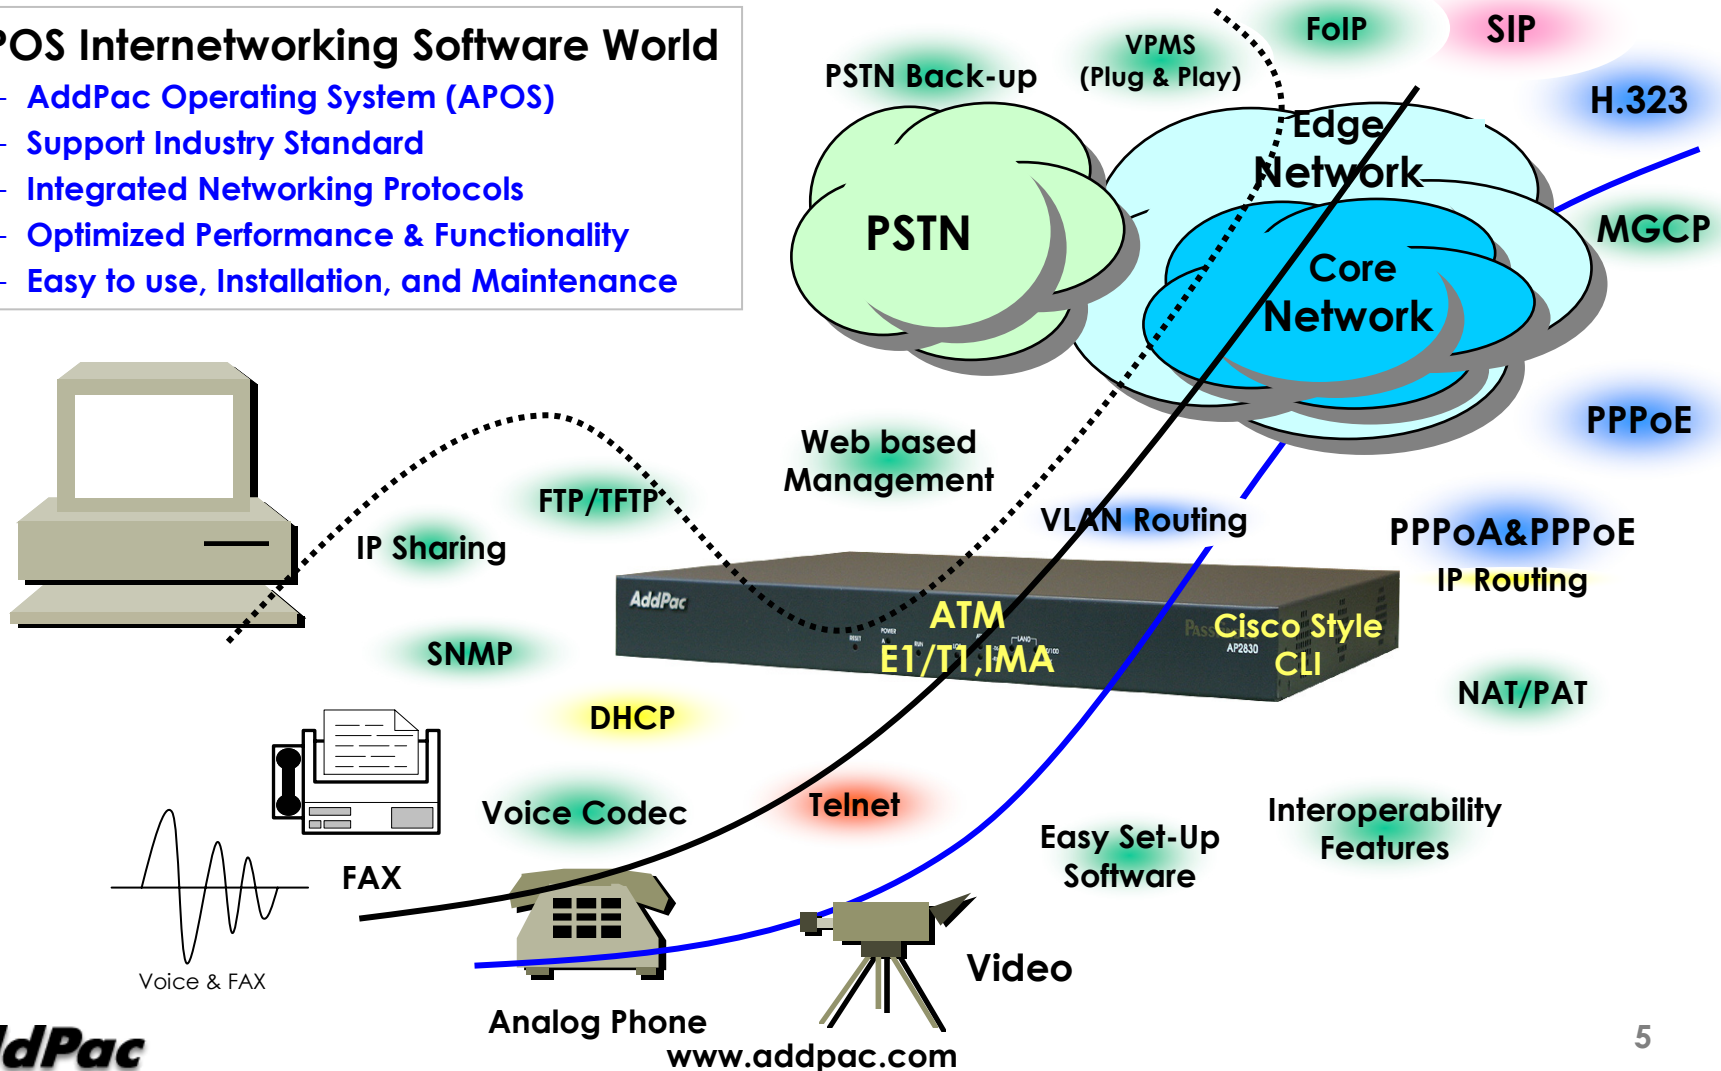 POS Internetworking Software World
- AddPac Operating System (APOS)
- Support Industry Standard
- Integrated Networking Protocols
- Optimized Performance & Functionality
- Easy to use, Installation, and Maintenance
PSTN Back-up
VPMS
(Plug & Play)
FoIP
SIP
H.323
Edge
Network
PSTN
MGCP
Core
Network
PPPoE
Web based
Management
FTP/TFTP
VLAN Routing
PPPoA&PPPoE
IP Sharing
IP Routing
AddPac
ATM
E1/T1,IMA
RESET
POWER
RUN
LAN0
Cisco Style
CLI
AP2830
SNMP
NAT/PAT
DHCP
Voice Codec
Telnet
Interoperability
Features
Easy Set-Up
Software
FAX
Voice & FAX
Video
Analog Phone
dPac
www.addpac.com
5